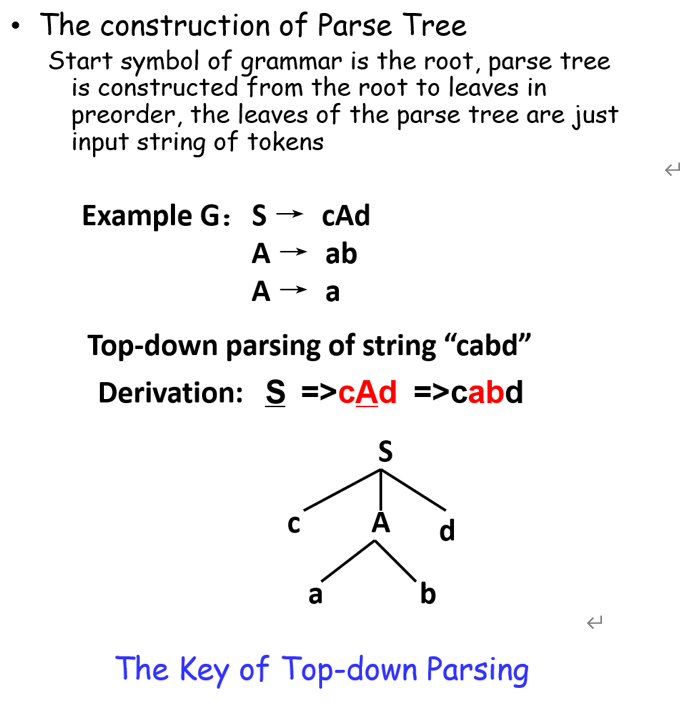 • The construction of Parse Tree
Start symbol of grammar is the root, parse tree
is constructed from the root to leaves in
preorder, the leaves of the parse tree are just
input string of tokens
↵
Example G: S → cAd
A → ab
A → a
Top-down parsing of string “cabd”
Derivation: S =>cAd =>cabd
S
c A d
a b
↵
The Key of Top-down Parsing